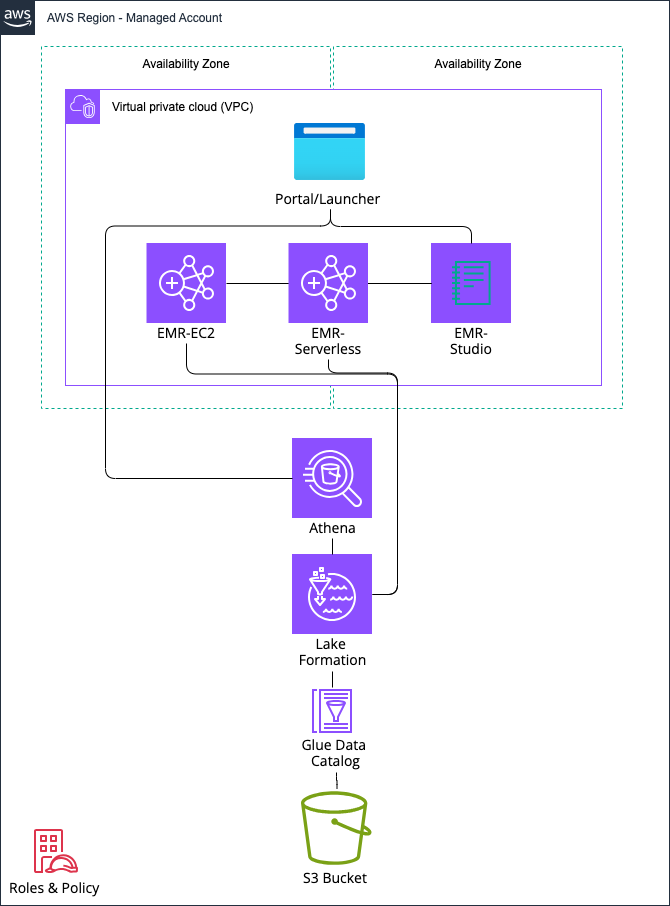 aws
AWS Region - Managed Account
Availability Zone
Availability Zone
Virtual private cloud (VPC)
Portal/Launcher
EMR-EC2
EMR-
Serverless
EMR-
Studio
Athena
Lake
Formation
Glue Data
Catalog
S3 Bucket
Roles & Policy